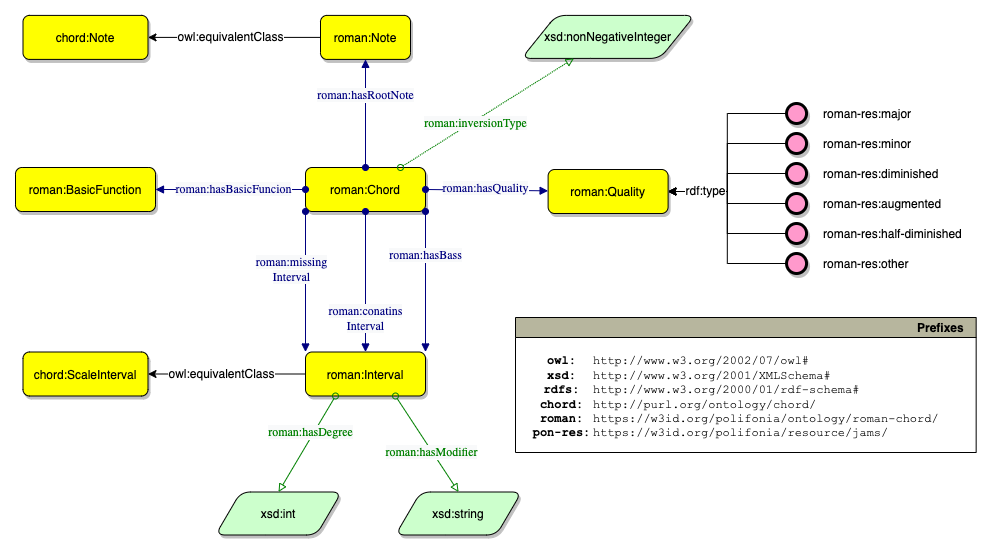 chord:Note
owl:equivalentClass
roman:Note
xsd:nonNegativeInteger
roman:hasRootNote
roman:inversionType
roman-res:major
roman-res:minor
roman-res:diminished
roman-res:augmented
roman-res:half-diminished
roman-res:other
roman:BasicFunction
roman:hasBasicFuncion
roman:Chord
roman:hasQuality
roman:Quality
rdf:type
roman:missing
Interval
roman:conatins
Interval
roman:hasBass
chord:ScaleInterval
owl:equivalentClass
roman:Interval
roman:hasDegree
roman:hasModifier
xsd:int
xsd:string
Prefixes
owl: http://www.w3.org/2002/07/owl#
xsd: http://www.w3.org/2001/XMLSchema#
rdfs: http://www.w3.org/2000/01/rdf-schema#
chord: http://purl.org/ontology/chord/
roman: https://w3id.org/polifonia/ontology/roman-chord/
pon-res: https://w3id.org/polifonia/resource/jams/